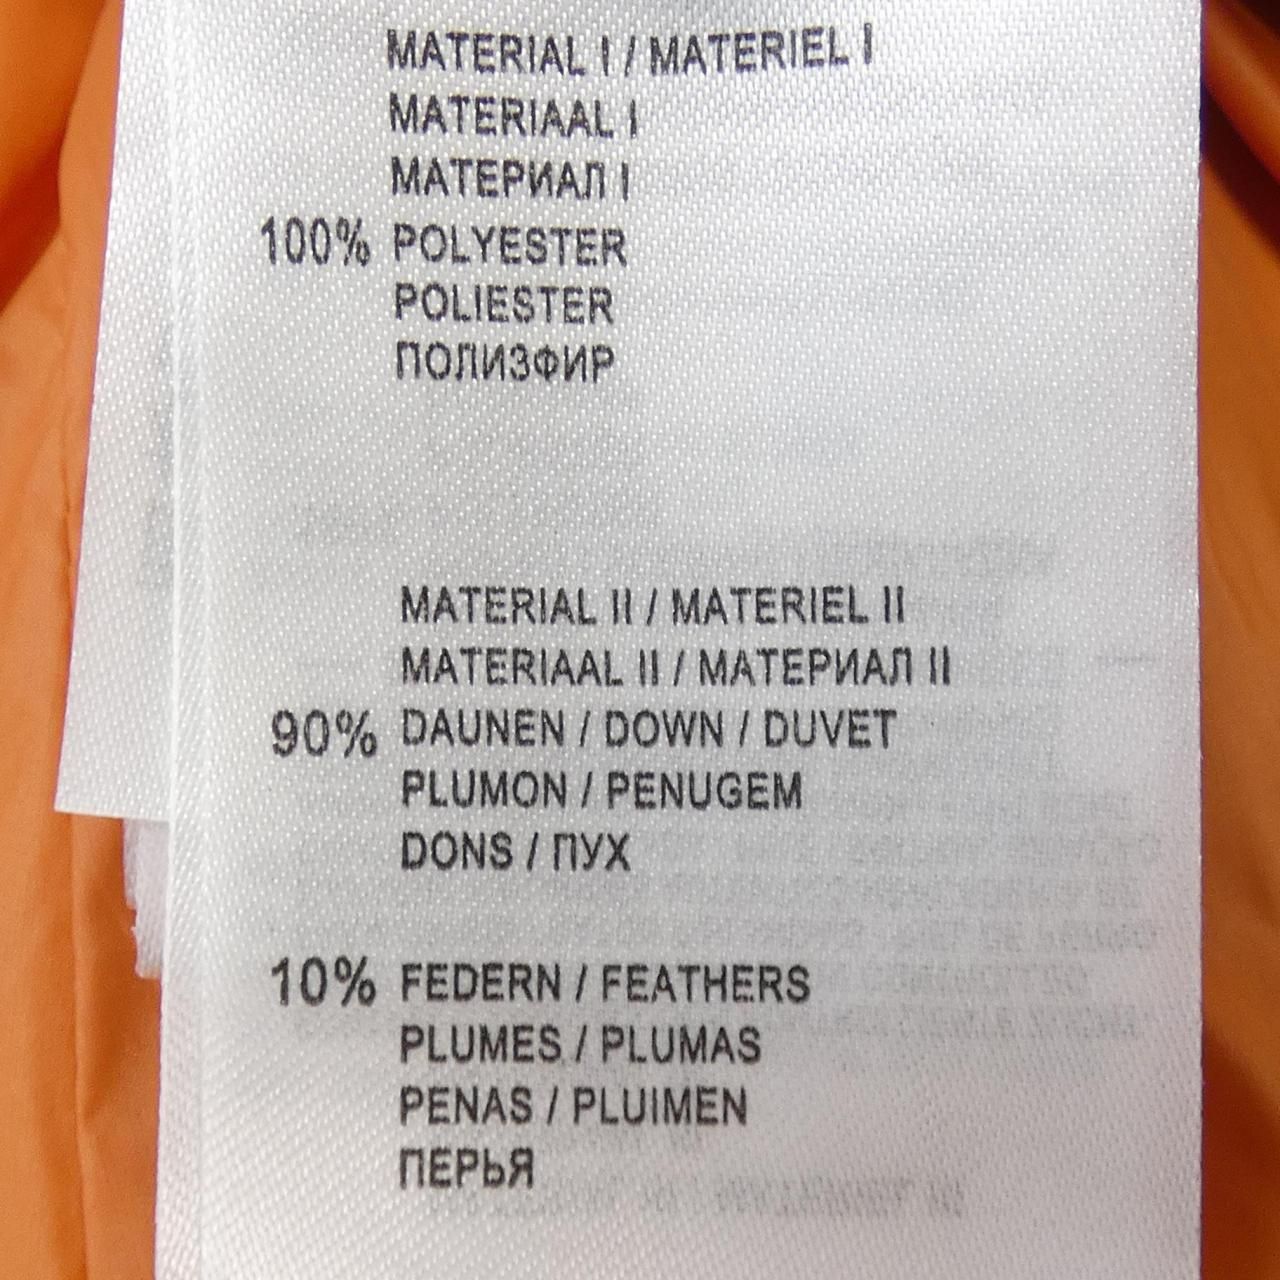 MATERIAL I / MATERIEL I
MATERIAAL I
МАТЕРИАЛ I
100% POLYESTER
POLIESTER
ПОЛИЗФИР
MATERIAL II / MATERIEL II
MATERIAAL II / МАТЕРИАЛ II
90% DAUNEN / DOWN / DUVET
PLUMON / PENUGEM
DONS / ПУХ
10% FEDERN / FEATHERS
PLUMES / PLUMAS
PENAS / PLUIMEN
ПЕРЬЯ